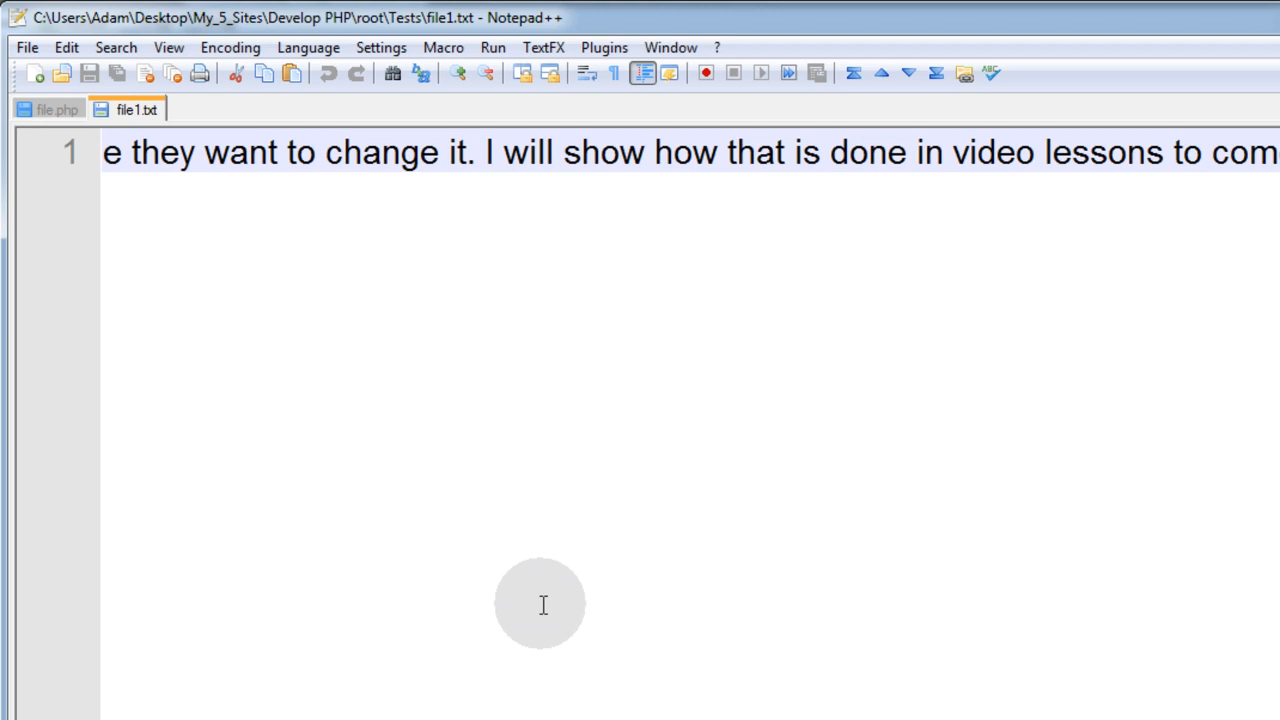 C:\Users\Adam\Desktop\My_5_Sites\Develop PHP\root\Tests\file1.txt - Notepad++
File Edit Search View Encoding Language Settings Macro Run TextFX Plugins Window ?
file.php file1.txt
1 e they want to change it. I will show how that is done in video lessons to com